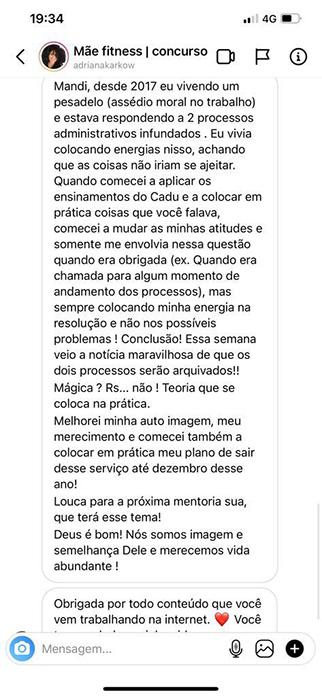 19:34
4G
Mãe fitness | concurso
adrianakarkow
Mandi, desde 2017 eu vivendo um
pesadelo (assédio moral no trabalho)
e estava respondendo a 2 processos
administrativos infundados . Eu vivia
colocando energias nisso, achando
que as coisas não iriam se ajeitar.
Quando comecei a aplicar os
ensinamentos do Cadu e a colocar em
prática coisas que você falava,
comecei a mudar as minhas atitudes e
somente me envolvia nessa questão
quando era obrigada (ex. Quando era
chamada para algum momento de
andamento dos processos), mas
sempre colocando minha energia na
resolução e não nos possíveis
problemas ! Conclusão! Essa semana
veio a notícia maravilhosa de que os
dois processos serão arquivados!!
Mágica ? Rs... não ! Teoria que se
coloca na prática.
Melhorei minha auto imagem, meu
merecimento e comecei também a
colocar em prática meu plano de sair
desse serviço até dezembro desse
ano!
Louca para a próxima mentoria sua,
que terá esse tema!
Deus é bom! Nós somos imagem e
semelhança Dele e merecemos vida
abundante !
Obrigada por todo conteúdo que você
vem trabalhando na internet. ❤️ Você
Mensagem...